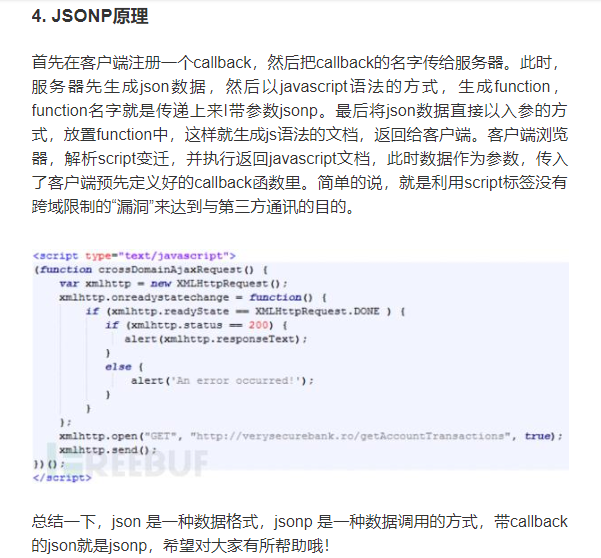 4. JSONP原理
首先在客户端注册一个callback，然后把callback的名字传给服务器。此时，
服务器先生成json数据，然后以javascript语法的方式，生成function，
function名字就是传递上来l带参数jsonp。最后将json数据直接以入参的方
式，放置function中，这样就生成js语法的文档，返回给客户端。客户端浏览
器，解析script变迁，并执行返回javascript文档，此时数据作为参数，传入
了客户端预先定义好的callback函数里。简单的说，就是利用script标签没有
跨域限制的“漏洞”来达到与第三方通讯的目的。
<script type="text/javascript">
(function crossDomainAjaxRequest() {
var xmlhttp = new XMLHttpRequest();
xmlhttp.onreadystatechange = function() {
if (xmlhttp.readyState == XMLHttpRequest.DONE ) {
if (xmlhttp.status == 200) {
alert(xmlhttp.responseText);
}
else {
alert('An error occurred!');
}
}
};
xmlhttp.open("GET", "http://verysecurebank.ro/getAccountTransactions", true);
xmlhttp.send();
})();
REEBUF
</script>
总结一下，json 是一种数据格式，jsonp 是一种数据调用的方式，带callback
的json就是jsonp，希望对大家有所帮助哦！